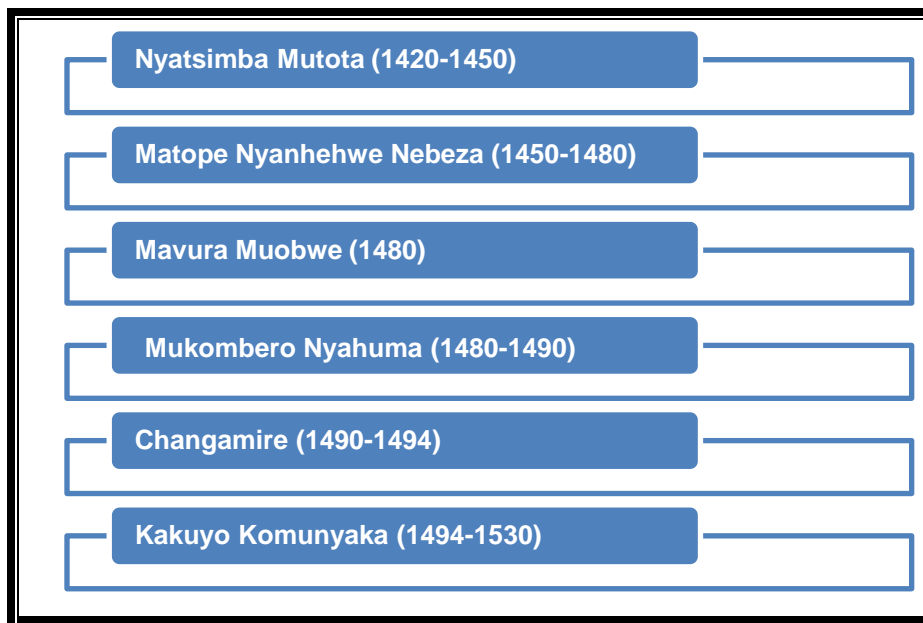 Nyatsimba Mutota (1420-1450)
Matope Nyanhehwe Nebeza (1450-1480)
Mavura Muobwe (1480)
Mukombero Nyahuma (1480-1490)
Changamire (1490-1494)
Kakuyo Komunyaka (1494-1530)